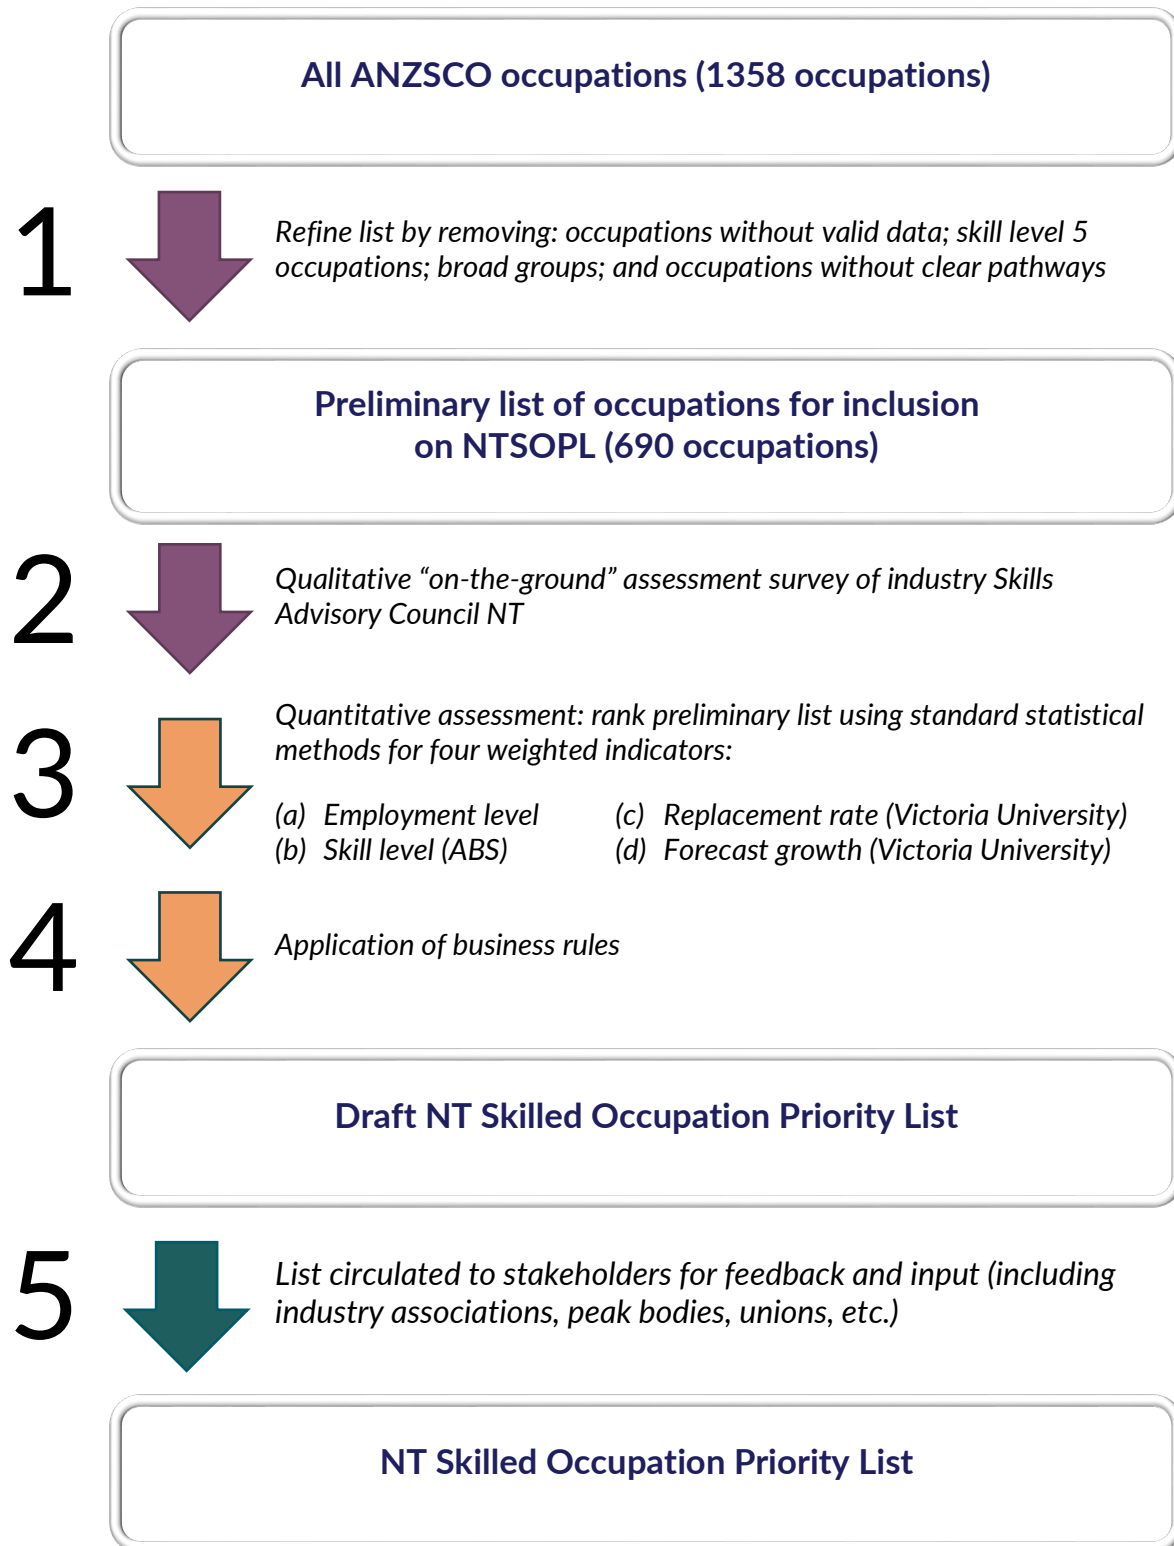 All ANZSCO occupations (1358 occupations)
1
Refine list by removing: occupations without valid data; skill level 5
occupations; broad groups; and occupations without clear pathways
Preliminary list of occupations for inclusion
on NTSOPL (690 occupations)
2
Qualitative “on-the-ground” assessment survey of industry Skills
Advisory Council NT
3
Quantitative assessment: rank preliminary list using standard statistical
methods for four weighted indicators:
(a) Employment level (c) Replacement rate (Victoria University)
(b) Skill level (ABS) (d) Forecast growth (Victoria University)
4
Application of business rules
Draft NT Skilled Occupation Priority List
5
List circulated to stakeholders for feedback and input (including
industry associations, peak bodies, unions, etc.)
NT Skilled Occupation Priority List